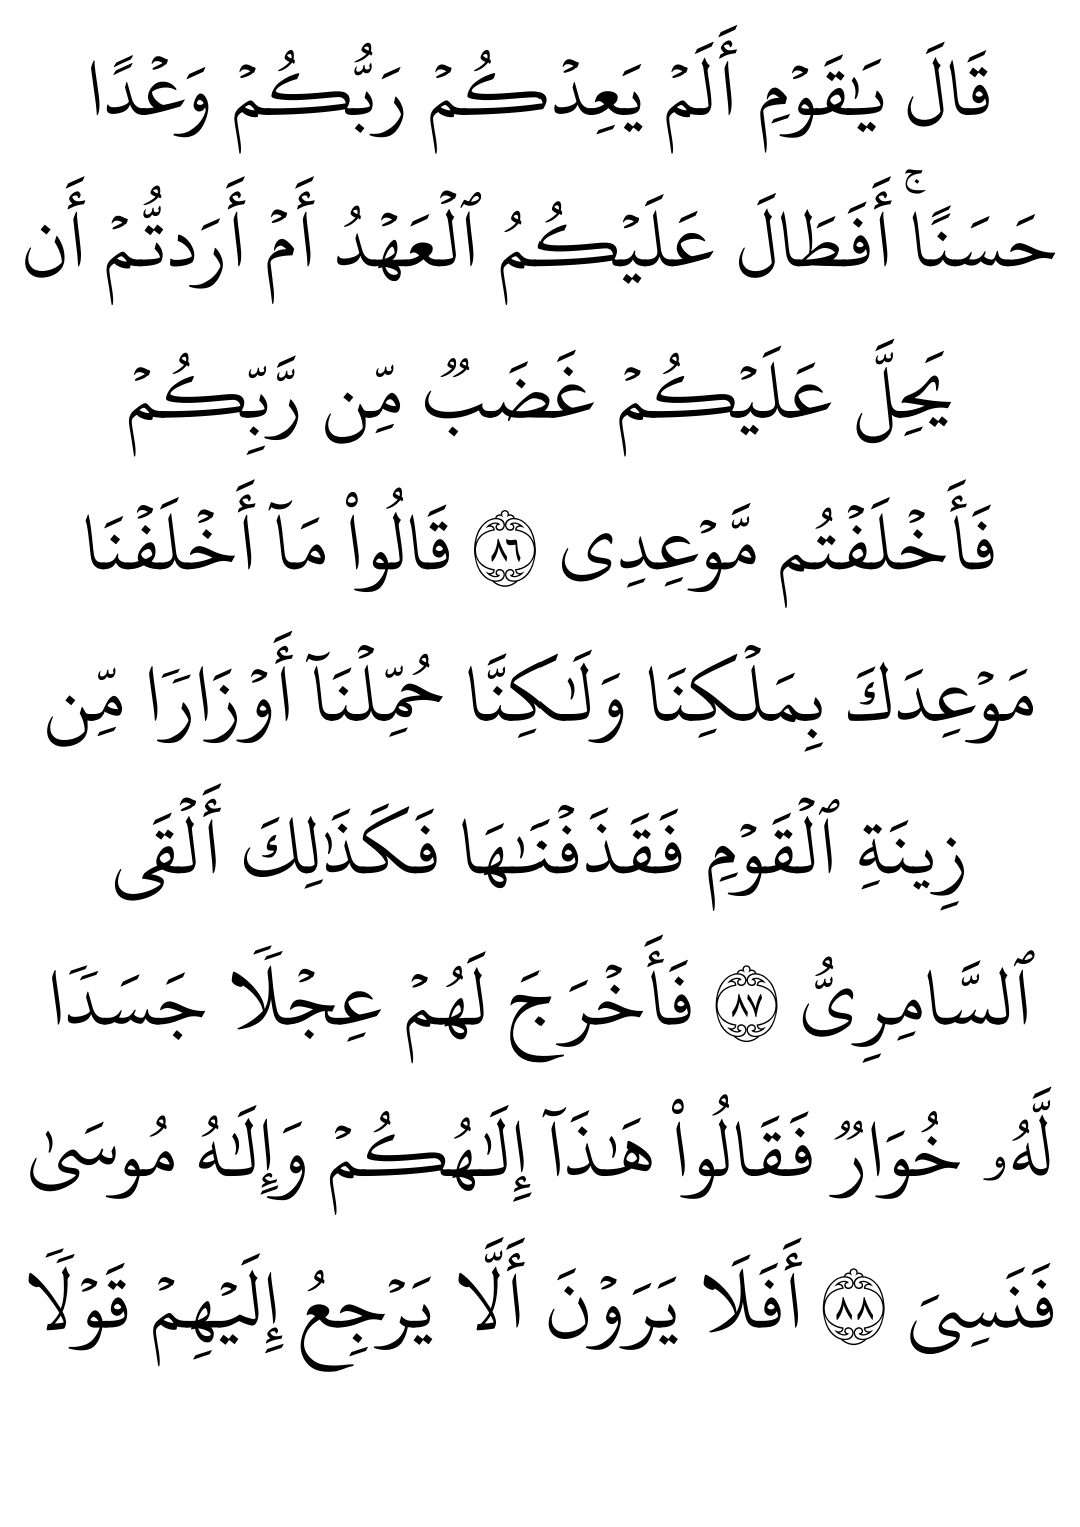 قَالَ يَـٰقَوۡمِ أَلَمۡ يَعِدۡكُمۡ رَبُّكُمۡ وَعۡدًا
حَسَنًاۚ أَفَطَالَ عَلَيۡكُمُ ٱلۡعَهۡدُ أَمۡ أَرَدتُّمۡ أَن
يَحِلَّ عَلَيۡكُمۡ غَضَبٞ مِّن رَّبِّكُمۡ
فَأَخۡلَفۡتُم مَّوۡعِدِى ٨٦ قَالُواْ مَآ أَخۡلَفۡنَا
مَوۡعِدَكَ بِمَلۡكِنَا وَلَـٰكِنَّا حُمِّلۡنَآ أَوۡزَارٗا مِّن
زِينَةِ ٱلۡقَوۡمِ فَقَذَفۡنَـٰهَا فَكَذَٰلِكَ أَلۡقَى
ٱلسَّامِرِىُّ ٨٧ فَأَخۡرَجَ لَهُمۡ عِجۡلٗا جَسَدٗا
لَّهُۥ خُوَارٞ فَقَالُواْ هَـٰذَآ إِلَـٰهُكُمۡ وَإِلَـٰهُ مُوسَىٰ
فَنَسِىَ ٨٨ أَفَلَا يَرَوۡنَ أَلَّا يَرۡجِعُ إِلَيۡهِمۡ قَوۡلٗا